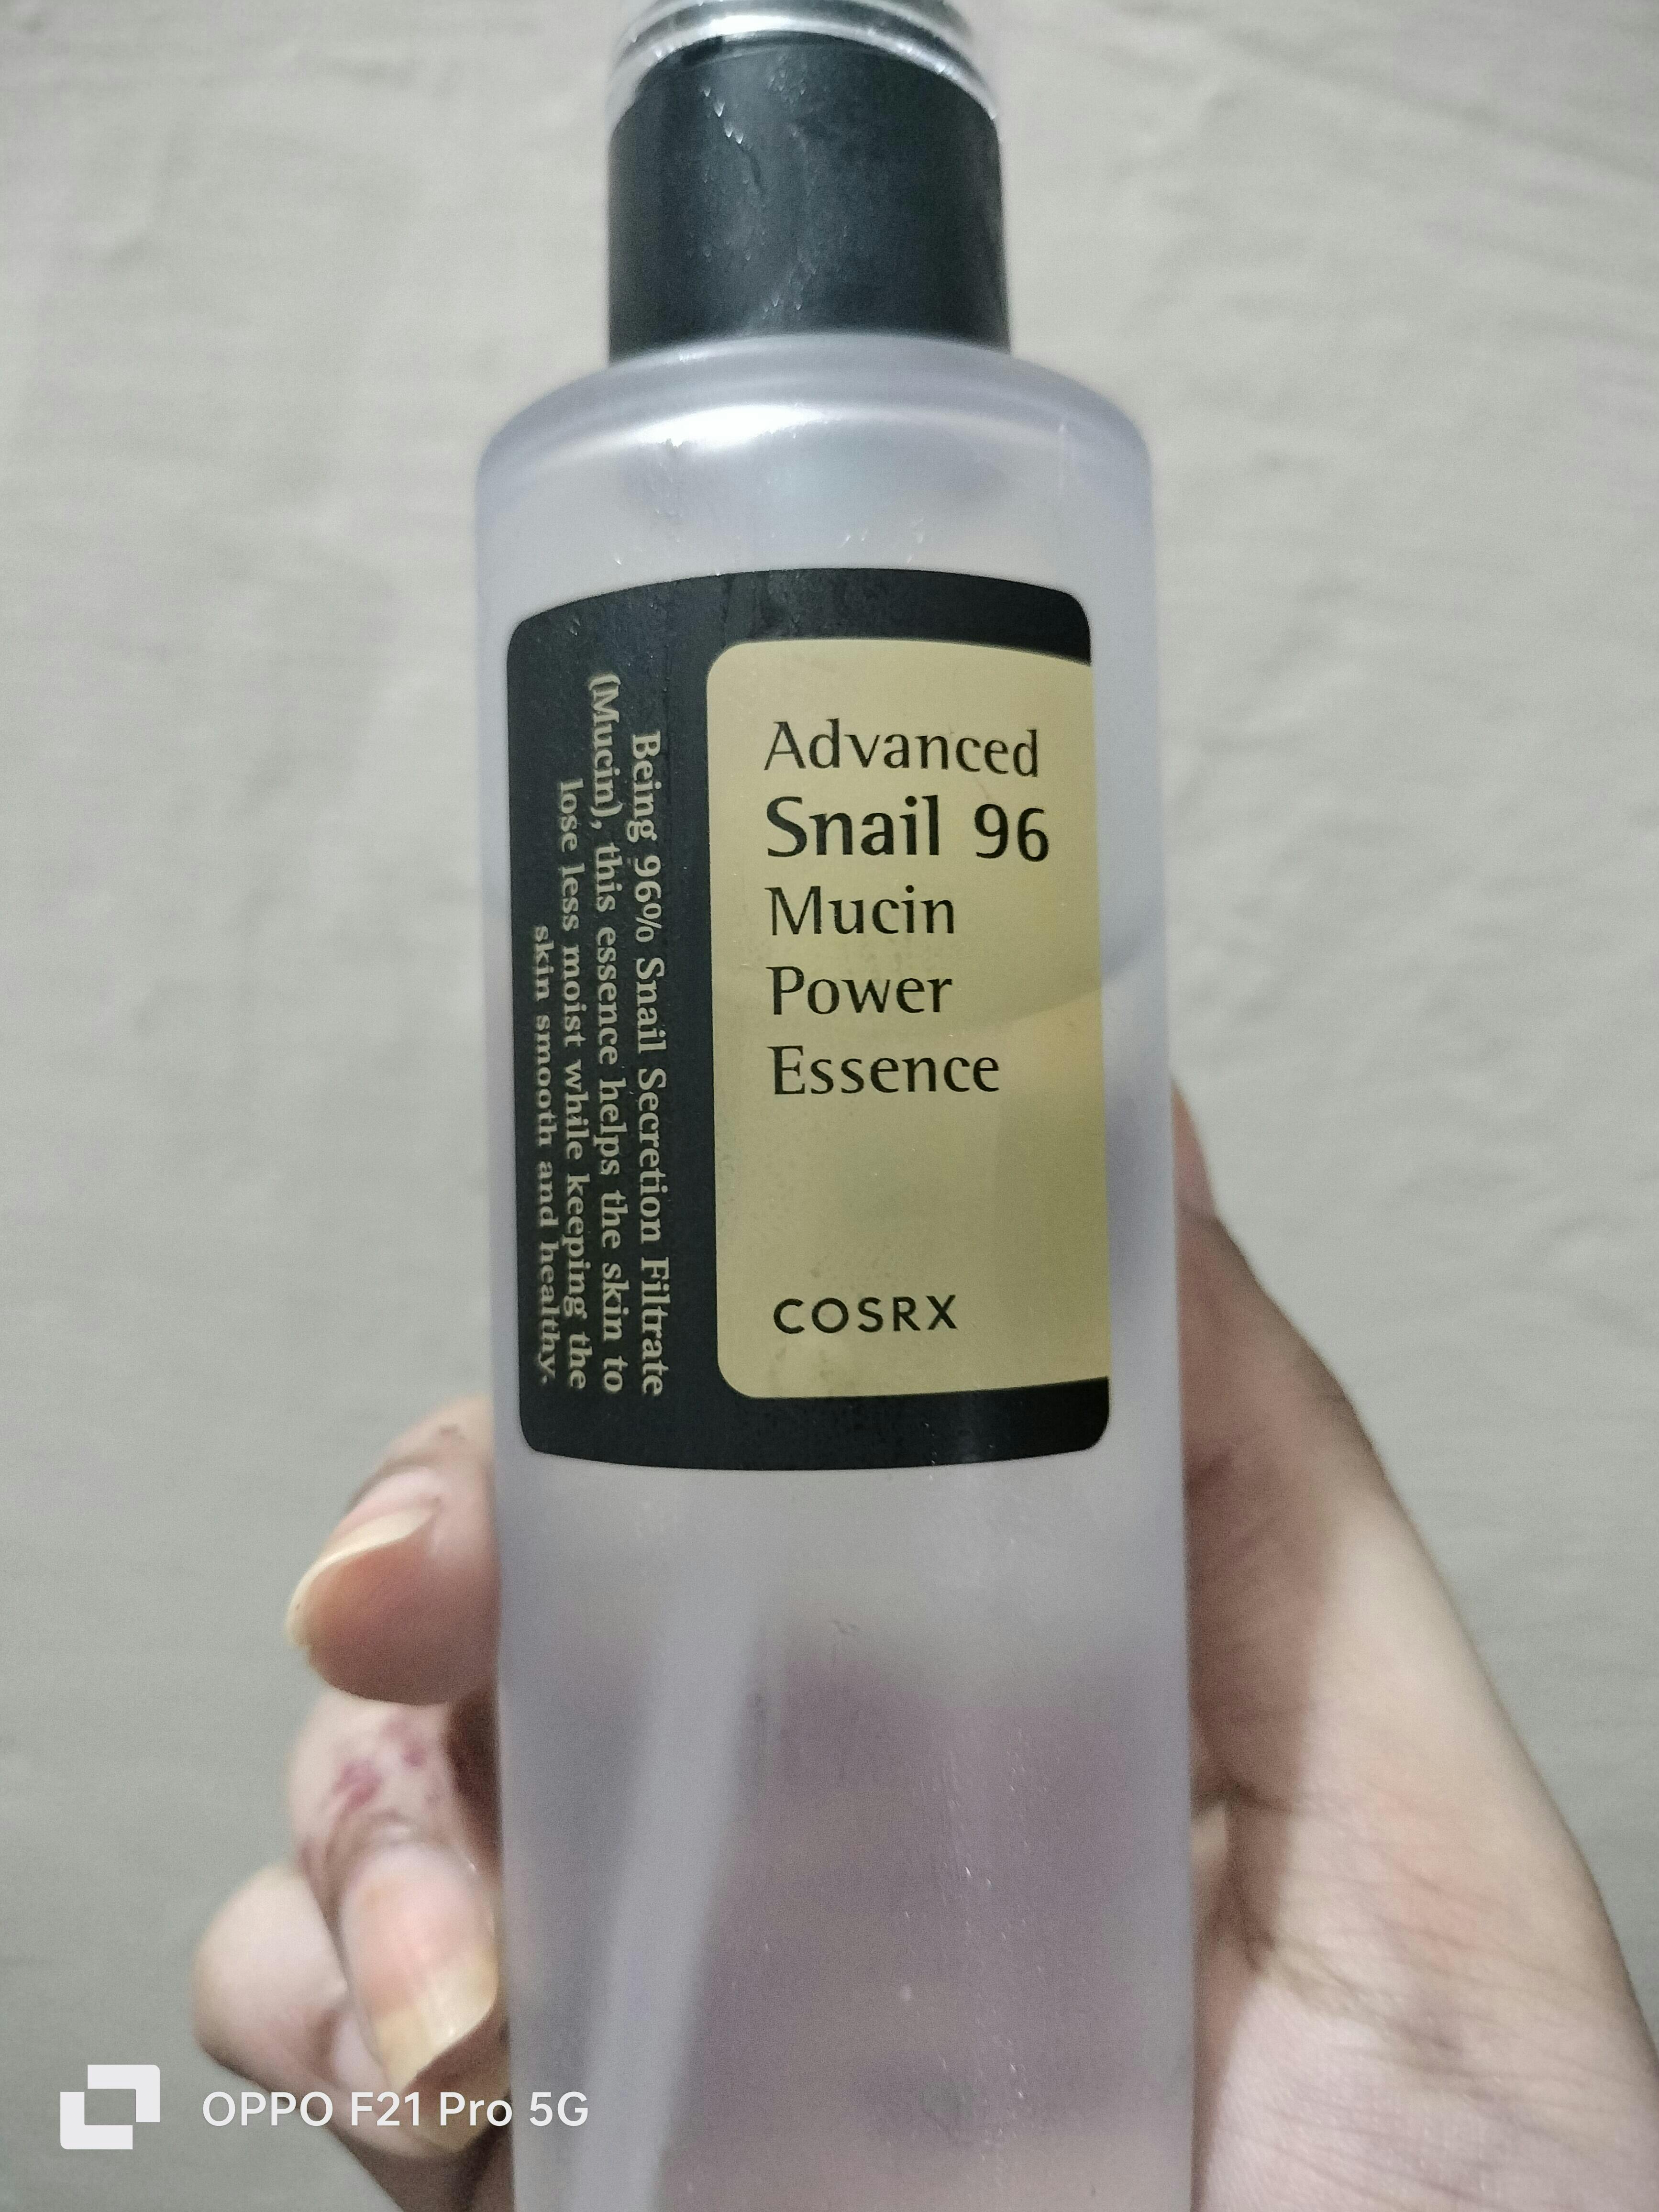 Advanced
Snail 96
Mucin
Power
Essence
COSRX
Being 96% Snail Secretion Filtrate
(Mucin), this essence helps the skin to
lose less moist while keeping the
skin smooth and healthy.
OPPO F21 Pro 5G